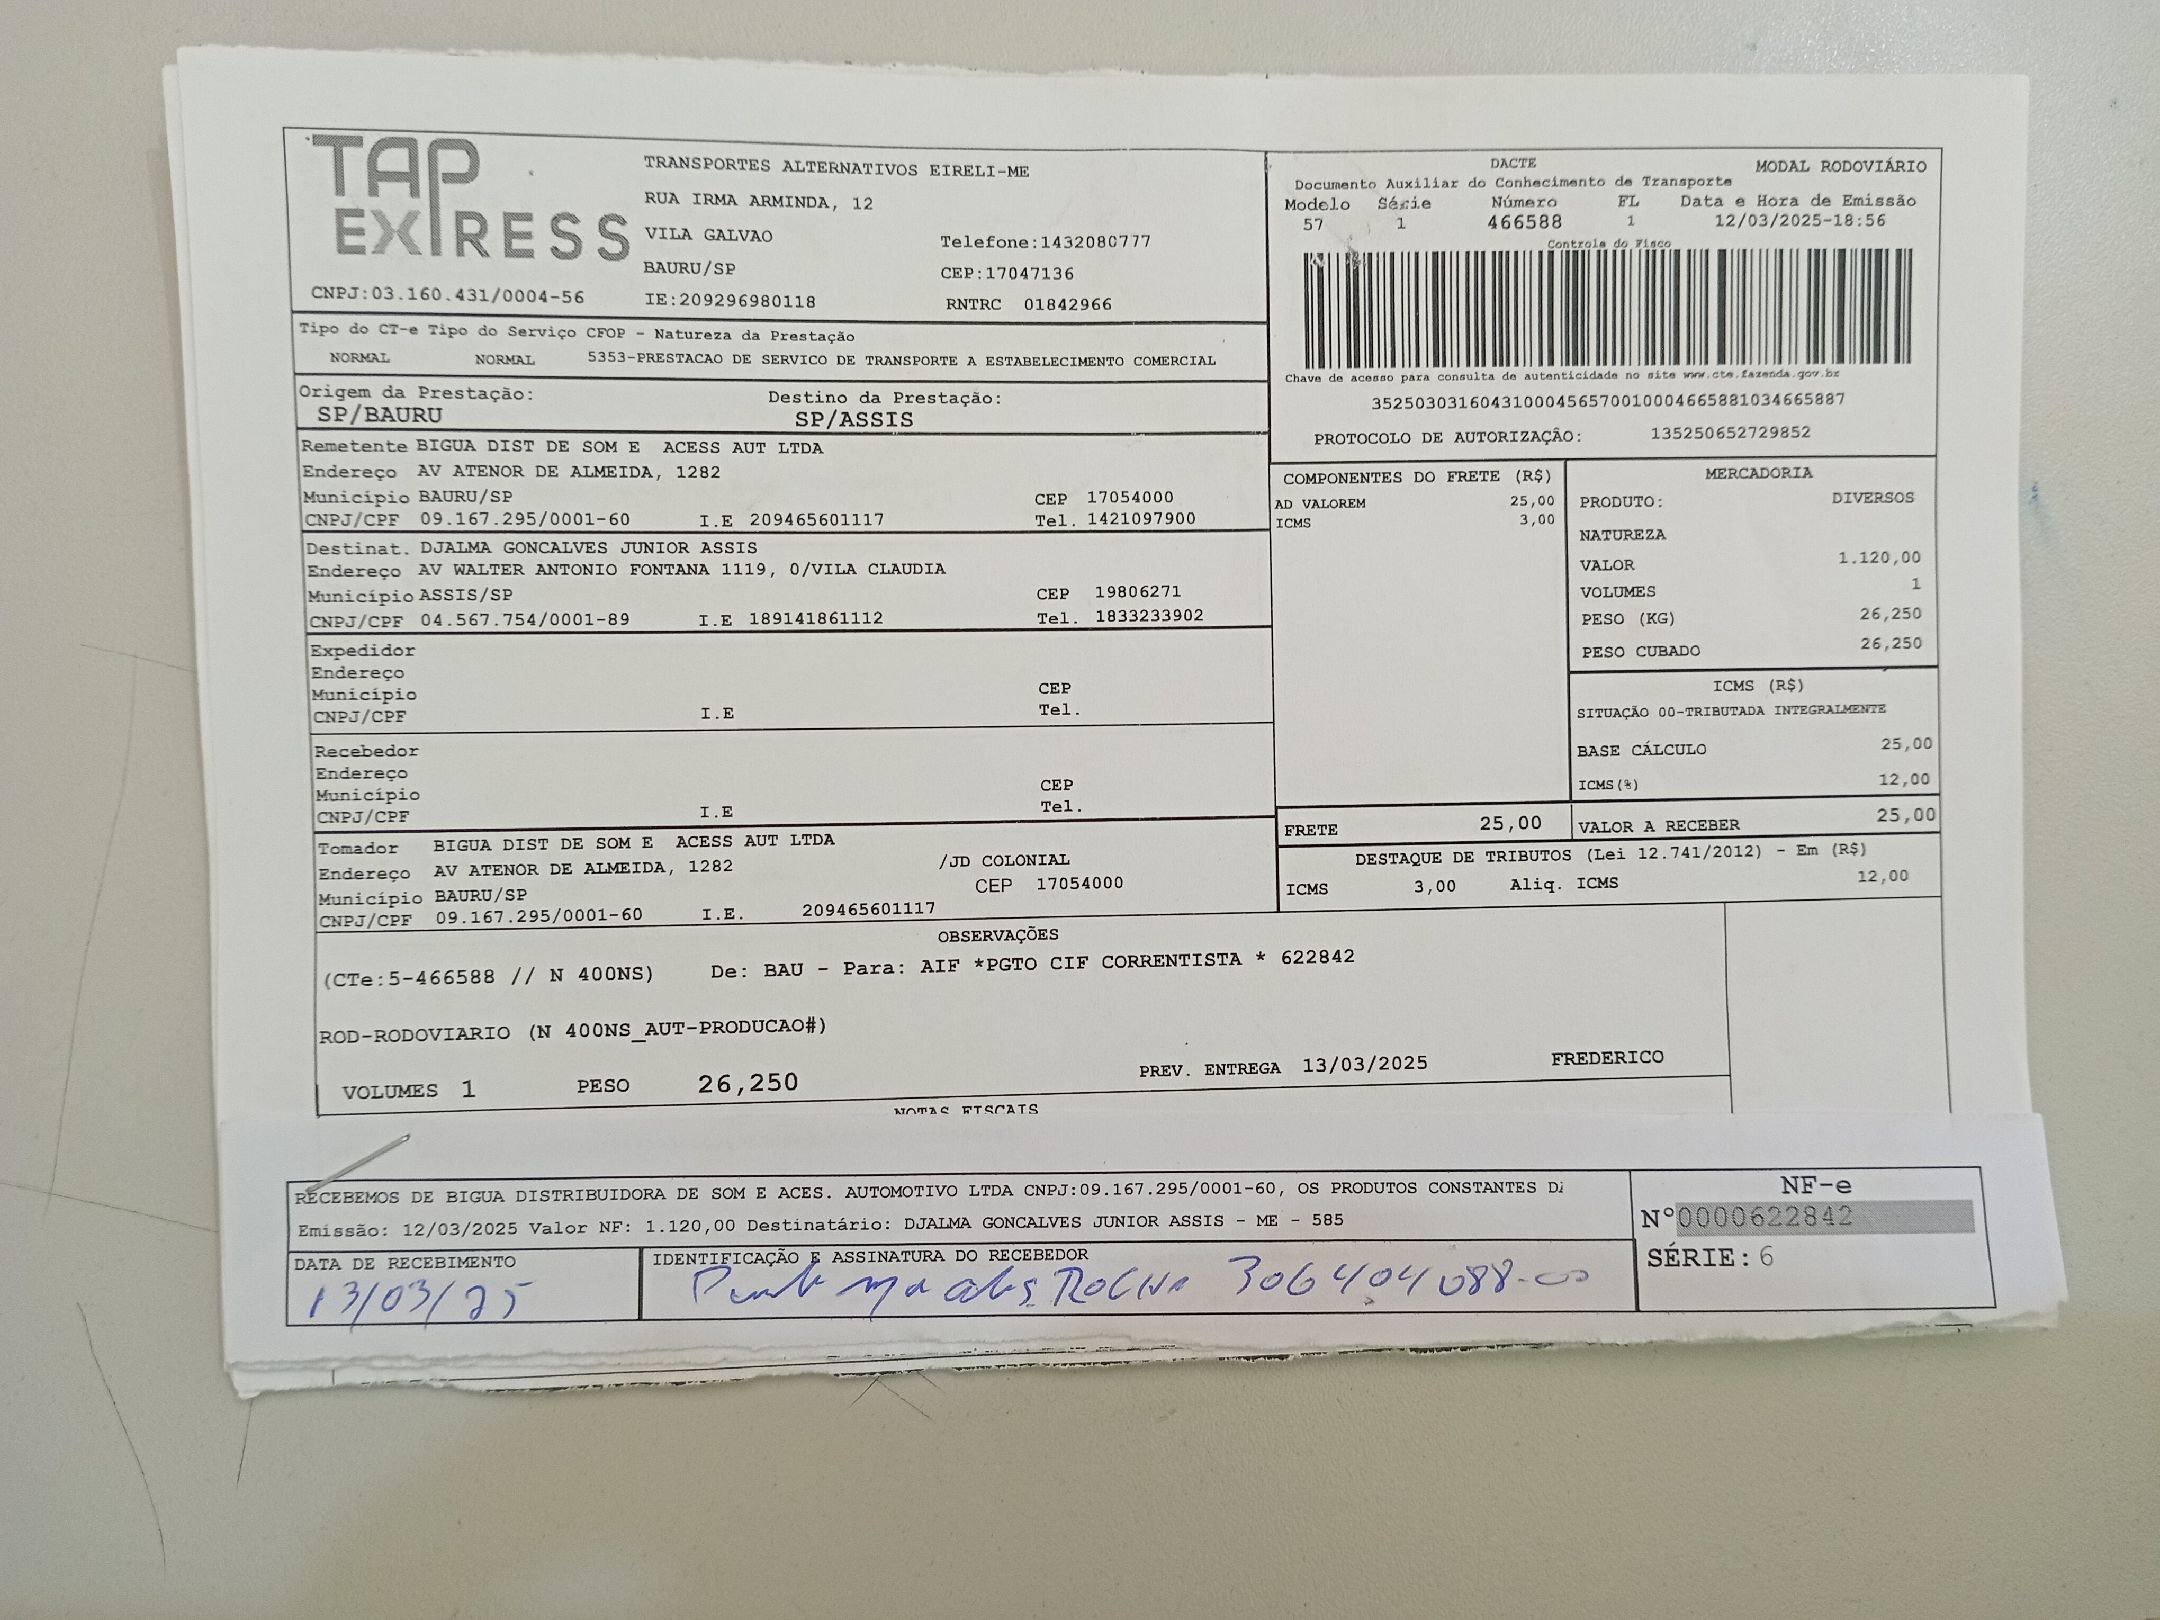 TAP
EXPRESS
TRANSPORTES ALTERNATIVOS EIRELI-ME
RUA IRMA ARMINDA, 12
VILA GALVAO Telefone:1432080777
BAURU/SP CEP:17047136
CNPJ:03.160.431/0004-56 IE:209296980118 RNTRC 01842966
DACTE MODAL RODOVIÁRIO
Documento Auxiliar do Conhecimento de Transporte
Modelo Série Número FL Data e Hora de Emissão
57 1 466588 1 12/03/2025-18:56
Controle do Fisco
Chave de acesso para consulta de autenticidade no site www.cte.fazenda.gov.br
35250303160431000456570010004665881034665887
PROTOCOLO DE AUTORIZAÇÃO: 135250652729852
Tipo do CT-e Tipo do Serviço CFOP - Natureza da Prestação
NORMAL NORMAL 5353-PRESTACAO DE SERVICO DE TRANSPORTE A ESTABELECIMENTO COMERCIAL
Origem da Prestação: Destino da Prestação:
SP/BAURU SP/ASSIS
Remetente BIGUA DIST DE SOM E ACESS AUT LTDA
Endereço AV ATENOR DE ALMEIDA, 1282
Município BAURU/SP CEP 17054000
CNPJ/CPF 09.167.295/0001-60 I.E 209465601117 Tel. 1421097900
Destinat. DJALMA GONCALVES JUNIOR ASSIS
Endereço AV WALTER ANTONIO FONTANA 1119, 0/VILA CLAUDIA
Município ASSIS/SP CEP 19806271
CNPJ/CPF 04.567.754/0001-89 I.E 189141861112 Tel. 1833233902
Expedidor
Endereço
Município CEP
CNPJ/CPF I.E Tel.
Recebedor
Endereço
Município CEP
CNPJ/CPF I.E Tel.
Tomador BIGUA DIST DE SOM E ACESS AUT LTDA
Endereço AV ATENOR DE ALMEIDA, 1282 /JD COLONIAL
Município BAURU/SP CEP 17054000
CNPJ/CPF 09.167.295/0001-60 I.E. 209465601117
COMPONENTES DO FRETE (R$)
AD VALOREM 25,00
ICMS 3,00
MERCADORIA
PRODUTO: DIVERSOS
NATUREZA
VALOR 1.120,00
VOLUMES 1
PESO (KG) 26,250
PESO CUBADO 26,250
ICMS (R$)
SITUAÇÃO 00-TRIBUTADA INTEGRALMENTE
BASE CÁLCULO 25,00
ICMS(%) 12,00
FRETE 25,00 VALOR A RECEBER 25,00
DESTAQUE DE TRIBUTOS (Lei 12.741/2012) - Em (R$)
ICMS 3,00 Aliq. ICMS 12,00
OBSERVAÇÕES
(CTe:5-466588 // N 400NS) De: BAU - Para: AIF *PGTO CIF CORRENTISTA * 622842
ROD-RODOVIARIO (N 400NS_AUT-PRODUCAO#)
VOLUMES 1 PESO 26,250 PREV. ENTREGA 13/03/2025 FREDERICO
NOTAS FISCAIS
RECEBEMOS DE BIGUA DISTRIBUIDORA DE SOM E ACES. AUTOMOTIVO LTDA CNPJ:09.167.295/0001-60, OS PRODUTOS CONSTANTES
Emissão: 12/03/2025 Valor NF: 1.120,00 Destinatário: DJALMA GONCALVES JUNIOR ASSIS - ME - 585
DATA DE RECEBIMENTO IDENTIFICAÇÃO E ASSINATURA DO RECEBEDOR
13/03/25
NF-e
N°0000622842
SÉRIE:6